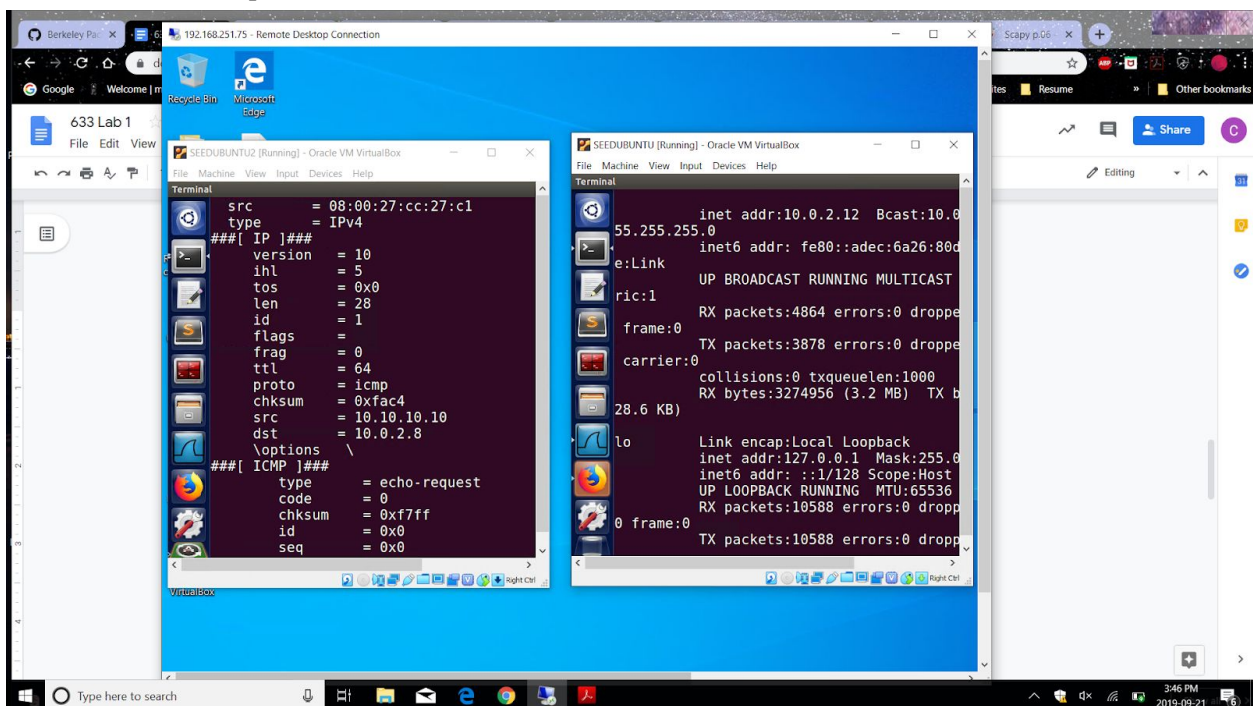 Berkeley Pa
6
192.168.251.75 - Remote Desktop Connection
Scapy p.06
d
Google
Welcome | m
ites
Resume
Other bookmarks
Recycle Bin
Microsoft Edge
633 Lab 1
File Edit View
Share
C
Editing
31
SEEDUBUNTU2 [Running] - Oracle VM VirtualBox
File Machine View Input Devices Help
Terminal
src = 08:00:27:cc:27:c1
type = IPv4
###[ IP ]###
version = 10
ihl = 5
tos = 0x0
len = 28
id = 1
flags =
frag = 0
ttl = 64
proto = icmp
chksum = 0xfac4
src = 10.10.10.10
dst = 10.0.2.8
\options \
###[ ICMP ]###
type = echo-request
code = 0
chksum = 0xf7ff
id = 0x0
seq = 0x0
Right Ctrl
SEEDUBUNTU [Running] - Oracle VM VirtualBox
File Machine View Input Devices Help
Terminal
inet addr:10.0.2.12 Bcast:10.0
55.255.255.0
inet6 addr: fe80::adec:6a26:80d
e:Link
UP BROADCAST RUNNING MULTICAST
ric:1
RX packets:4864 errors:0 droppe
frame:0
TX packets:3878 errors:0 droppe
carrier:0
collisions:0 txqueuelen:1000
RX bytes:3274956 (3.2 MB) TX b
28.6 KB)
lo Link encap:Local Loopback
inet addr:127.0.0.1 Mask:255.0
inet6 addr: ::1/128 Scope:Host
UP LOOPBACK RUNNING MTU:65536
RX packets:10588 errors:0 dropp
0 frame:0
TX packets:10588 errors:0 dropp
Right Ctrl
VirtualBox
Type here to search
3:46 PM
2019-09-21
6